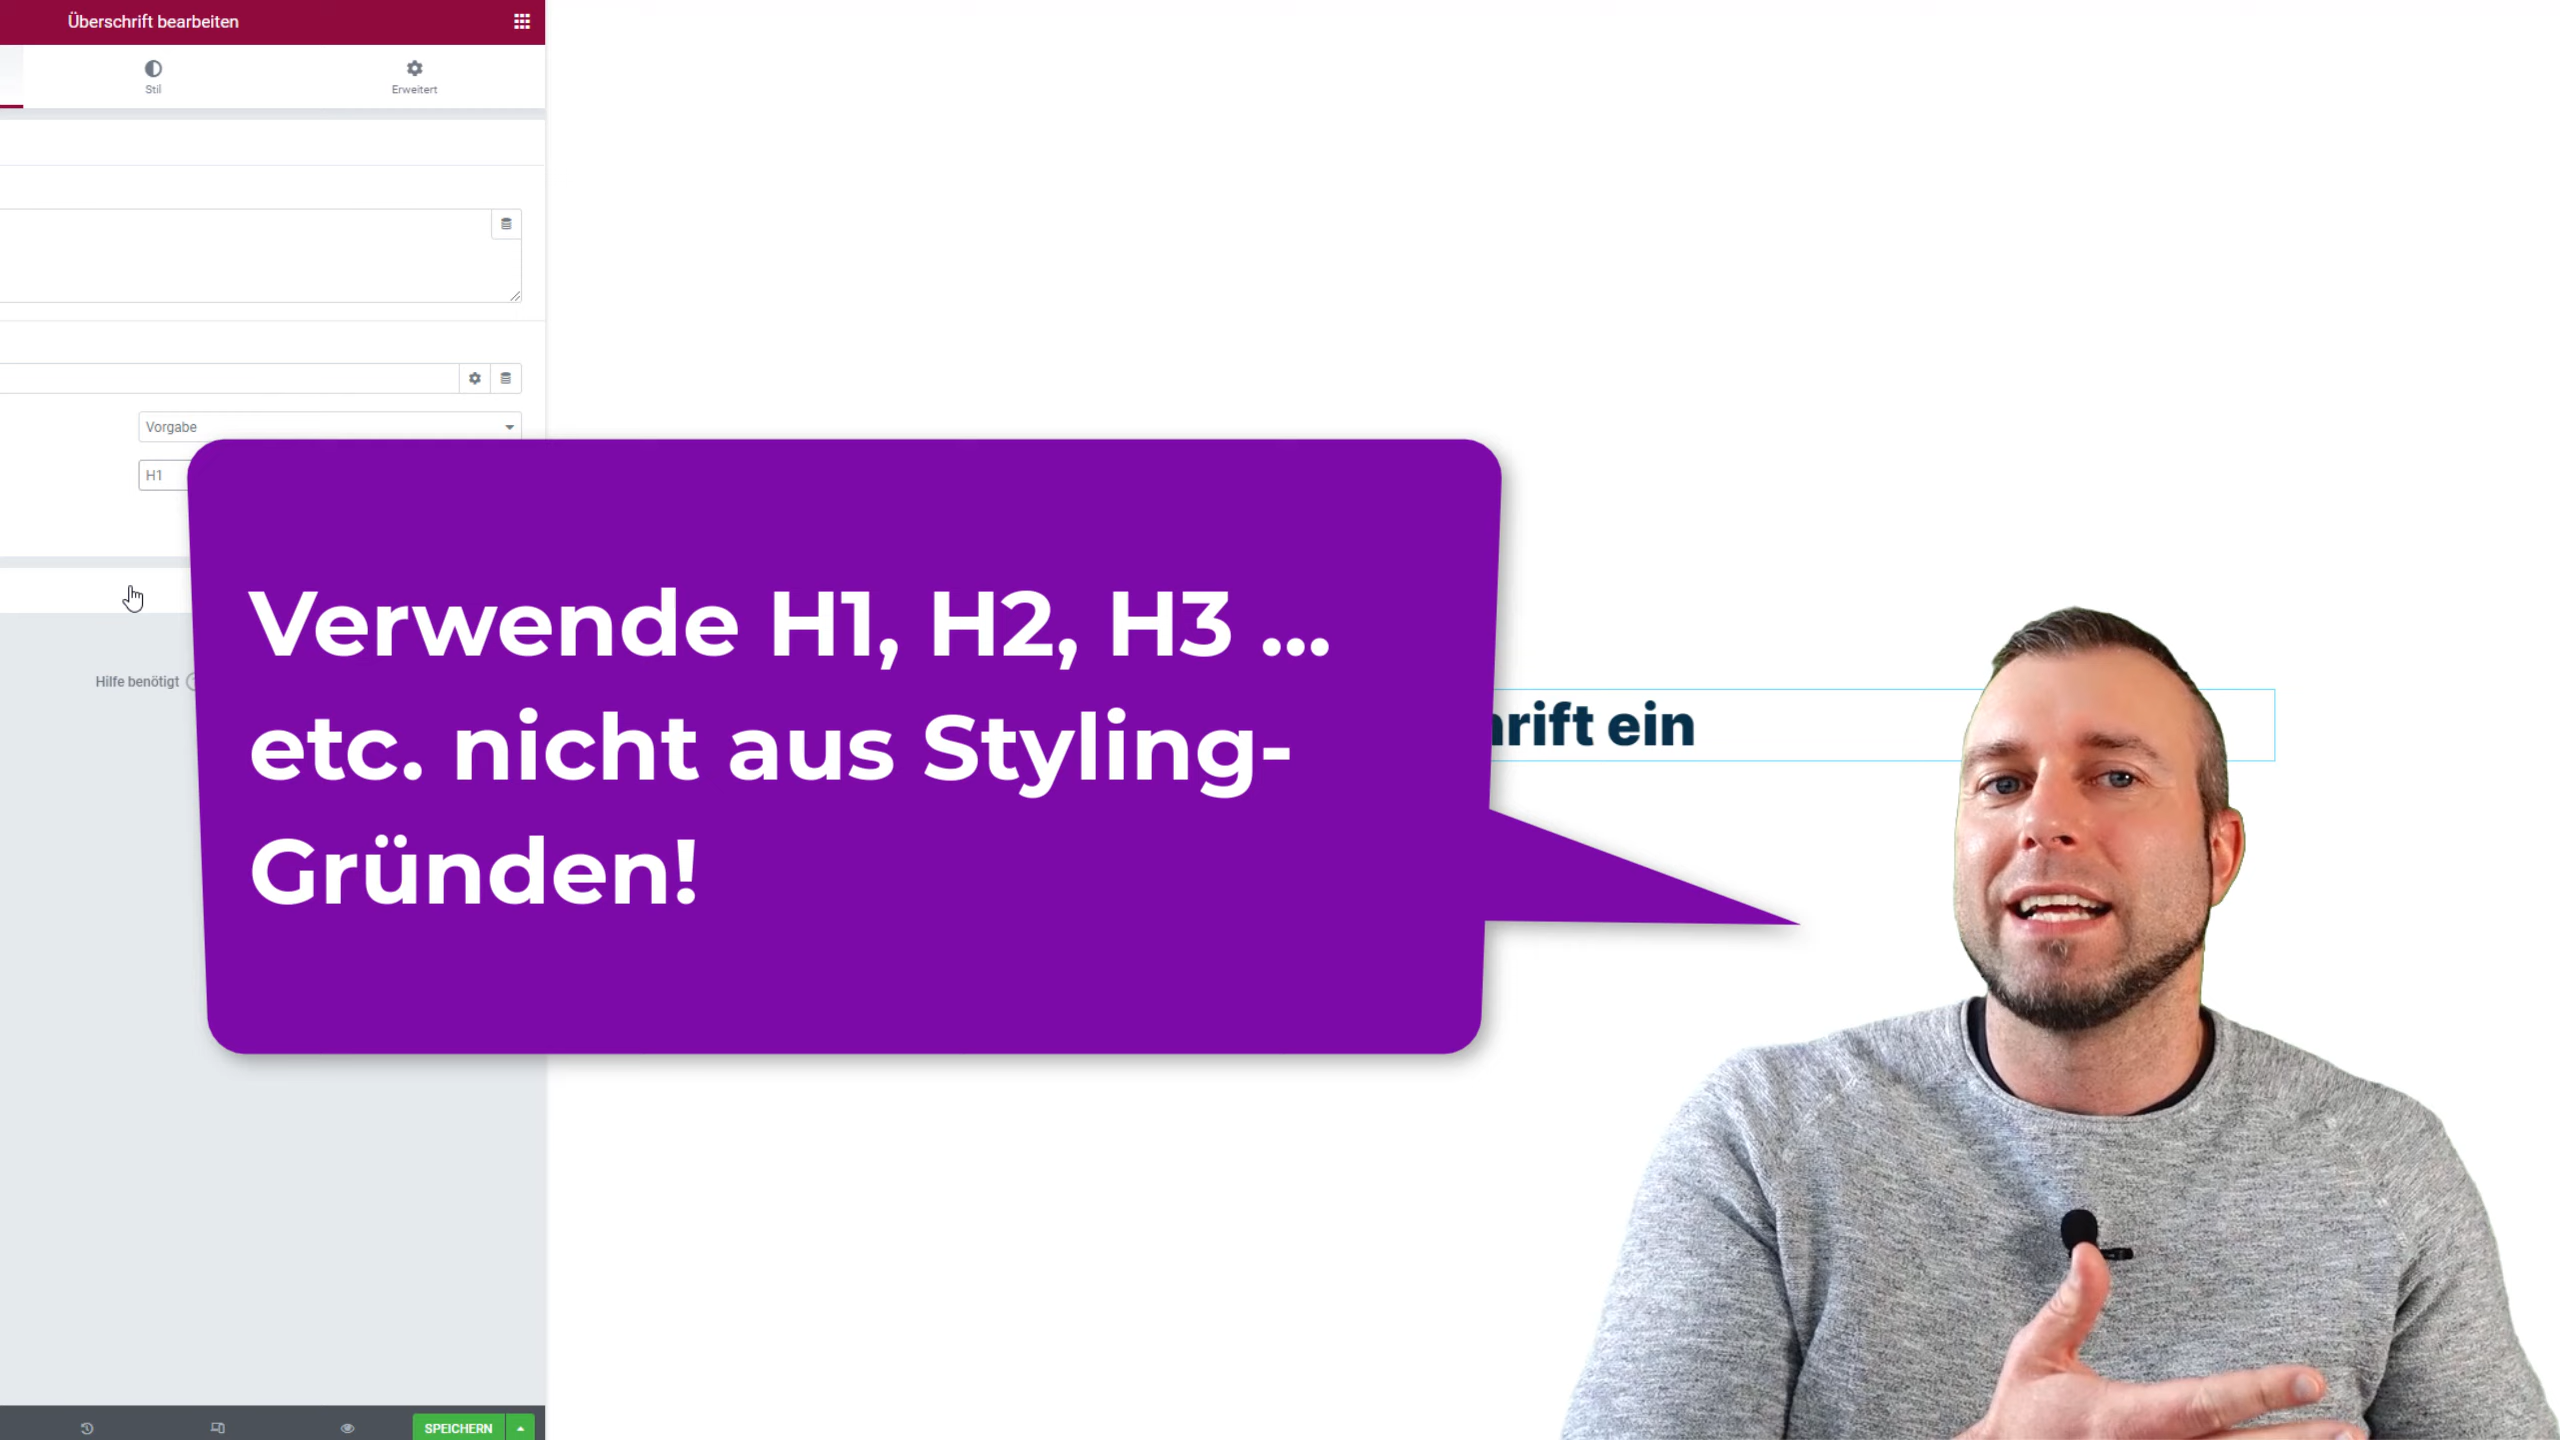 Überschrift bearbeiten
Stil
Erweitert
Vorgabe
H1
Verwende H1, H2, H3 ...
etc. nicht aus Styling-
Gründen!
Hilfe benötigt
hrift ein
SPEICHERN